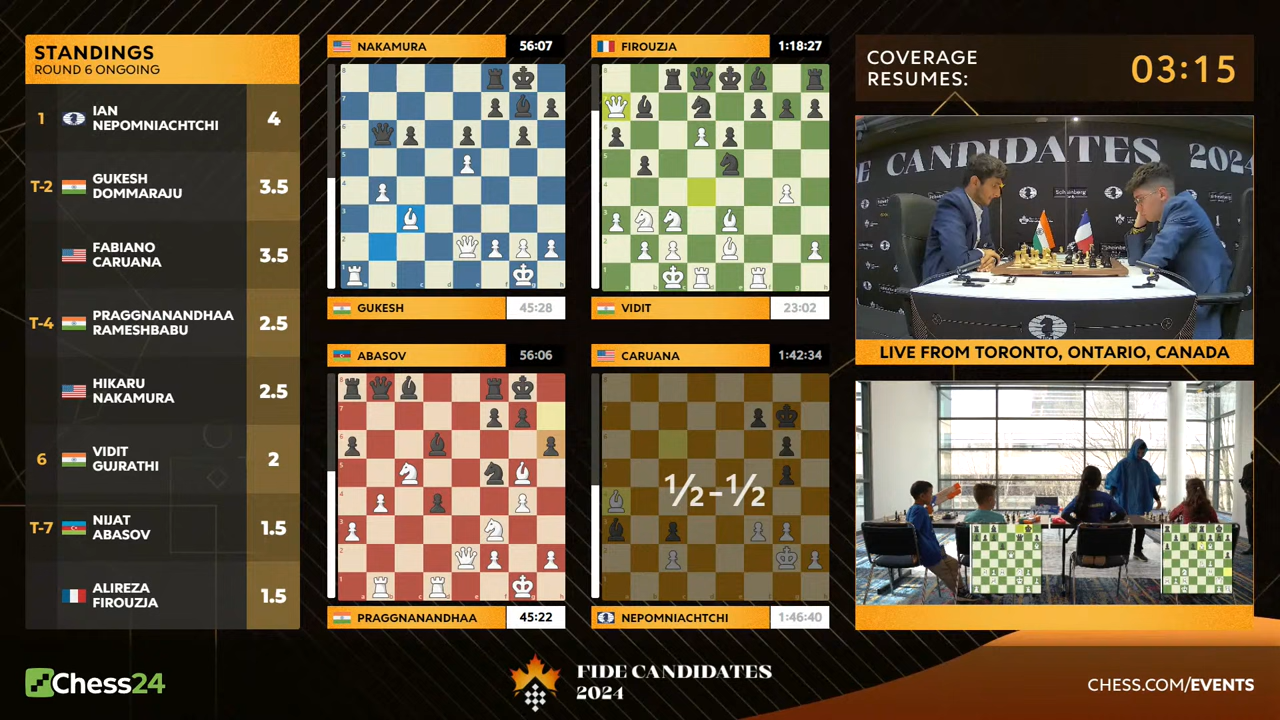 STANDINGS
ROUND 6 ONGOING
1
IAN
NEPOMNIACHTCHI
4
T-2
GUKESH
DOMMARAJU
3.5
FABIANO
CARUANA
3.5
T-4
PRAGGNANANDHAA
RAMESHBABU
2.5
HIKARU
NAKAMURA
2.5
6
VIDIT
GUJRATHI
2
T-7
NIJAT
ABASOV
1.5
ALIREZA
FIROUZJA
1.5
NAKAMURA 56:07
GUKESH 45:28
FIROUZJA 1:18:27
VIDIT 23:02
ABASOV 56:06
PRAGGNANANDHAA 45:22
CARUANA 1:42:34
½-½
NEPOMNIACHTCHI 1:46:40
COVERAGE
RESUMES:
03:15
E CANDIDATES 2024
LIVE FROM TORONTO, ONTARIO, CANADA
Chess24
FIDE CANDIDATES
2024
CHESS.COM/EVENTS